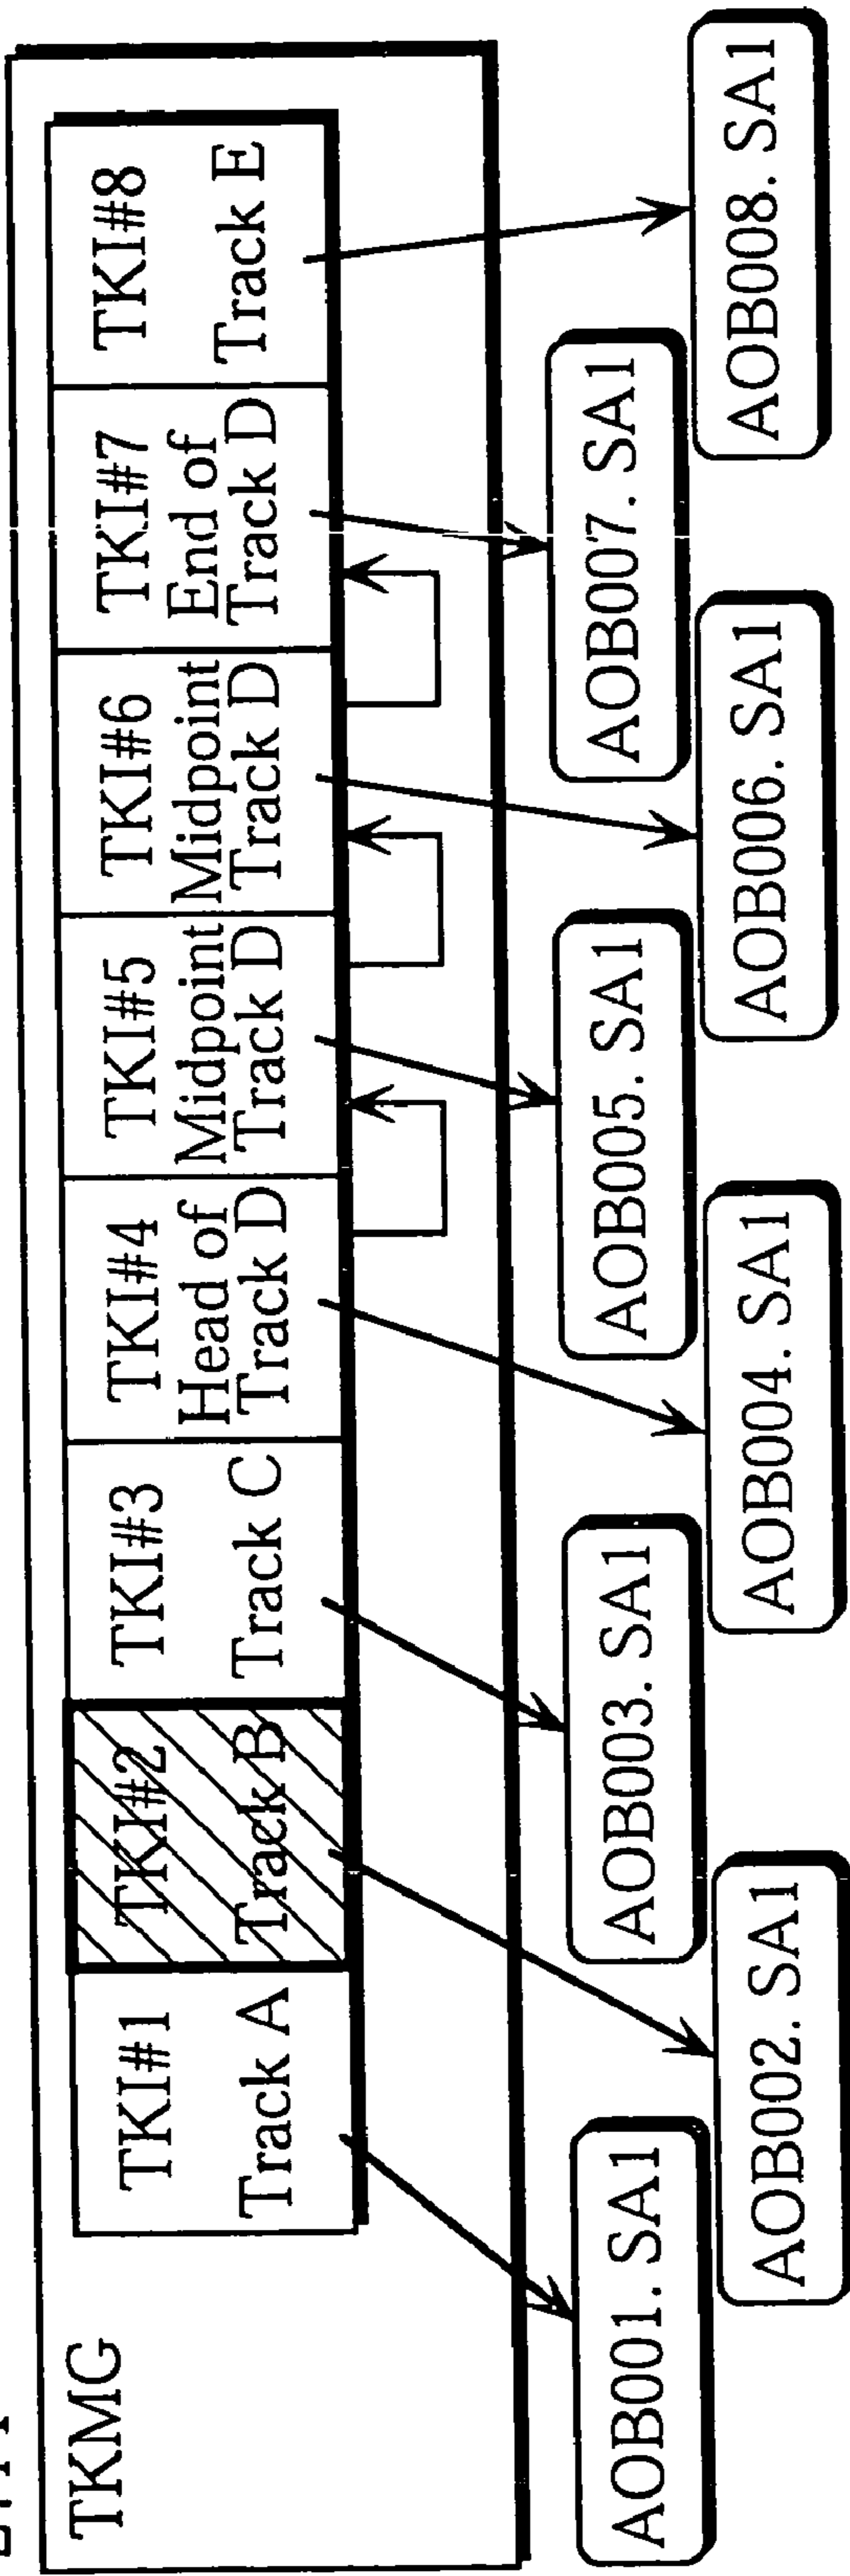 TKMG
TKI#1
Track A
TKI#2
Track B
TKI#3
Track C
TKI#4
Head of
Track D
TKI#5
Midpoint
Track D
TKI#6
Midpoint
Track D
TKI#7
End of
Track D
TKI#8
Track E
AOB001. SA1
AOB002. SA1
AOB003. SA1
AOB004. SA1
AOB005. SA1
AOB006. SA1
AOB007. SA1
AOB008. SA1